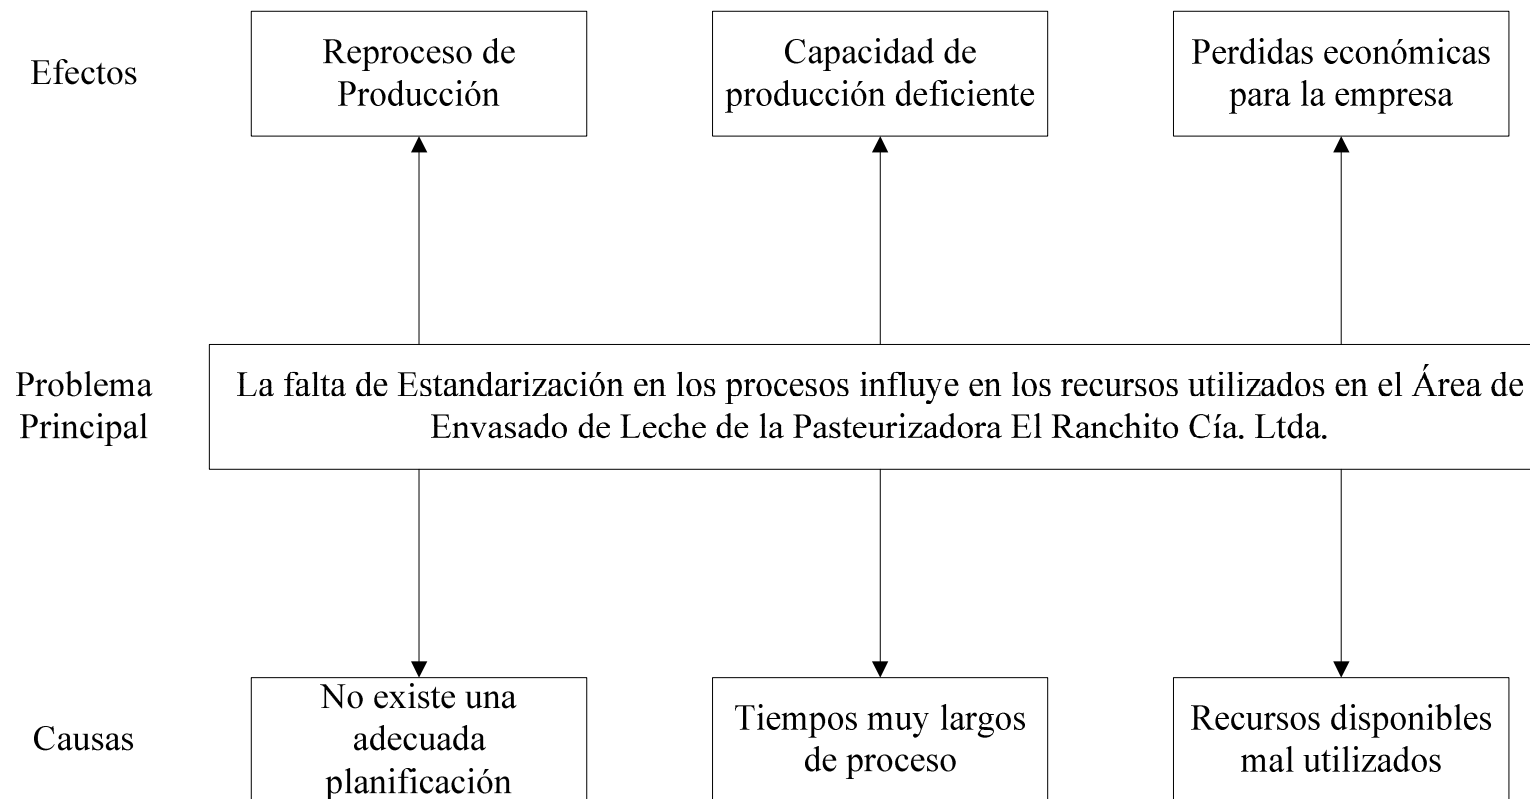 Efectos
Reproceso de
Producción
Capacidad de
producción deficiente
Perdidas económicas
para la empresa
Problema
Principal
La falta de Estandarización en los procesos influye en los recursos utilizados en el Área de
Envasado de Leche de la Pasteurizadora El Ranchito Cía. Ltda.
Causas
No existe una
adecuada
planificación
Tiempos muy largos
de proceso
Recursos disponibles
mal utilizados